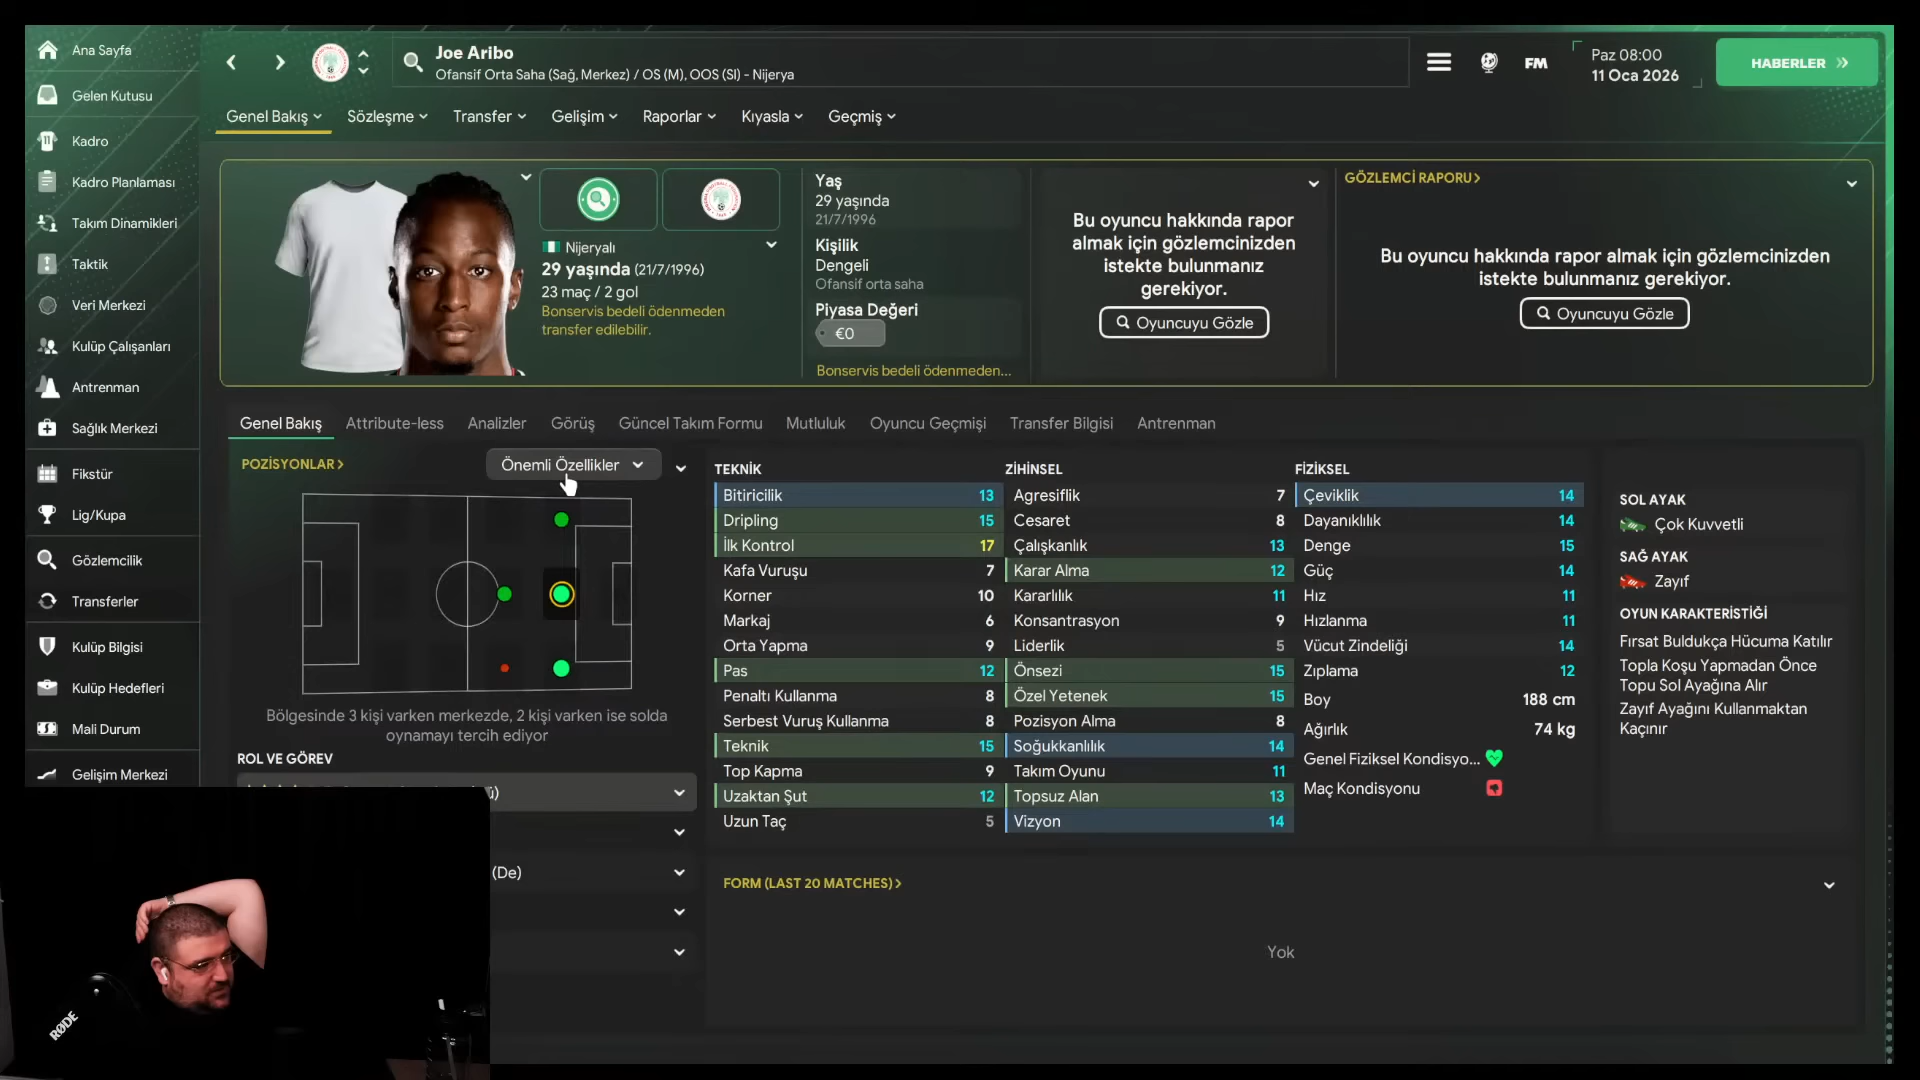 Ana Sayfa
Gelen Kutusu
Kadro
Kadro Planlaması
Takım Dinamikleri
Taktik
Veri Merkezi
Kulüp Çalışanları
Antrenman
Sağlık Merkezi
Fikstür
Lig/Kupa
Gözlemcilik
Transferler
Kulüp Bilgisi
Kulüp Hedefleri
Mali Durum
Gelişim Merkezi
Joe Aribo
Ofansif Orta Saha (Sağ, Merkez) / OS (M), OOS (Sl) - Nijerya
FM
Paz 08:00
11 Oca 2026
HABERLER
Genel Bakış
Sözleşme
Transfer
Gelişim
Raporlar
Kıyasla
Geçmiş
Nijeryalı
29 yaşında (21/7/1996)
23 maç / 2 gol
Bonservis bedeli ödenmeden
transfer edilebilir.
Yaş
29 yaşında
21/7/1996
Kişilik
Dengeli
Ofansif orta saha
Piyasa Değeri
€0
Bonservis bedeli ödenmeden...
Bu oyuncu hakkında rapor
almak için gözlemcinizden
istekte bulunmanız
gerekiyor.
Oyuncuyu Gözle
GÖZLEMCİ RAPORU>
Bu oyuncu hakkında rapor almak için gözlemcinizden
istekte bulunmanız gerekiyor.
Oyuncuyu Gözle
Genel Bakış
Attribute-less
Analizler
Görüş
Güncel Takım Formu
Mutluluk
Oyuncu Geçmişi
Transfer Bilgisi
Antrenman
POZİSYONLAR>
Önemli Özellikler
Bölgesinde 3 kişi varken merkezde, 2 kişi varken ise solda
oynamayı tercih ediyor
ROL VE GÖREV
(De)
TEKNİK
Bitiricilik 13
Dripling 15
İlk Kontrol 17
Kafa Vuruşu 7
Korner 10
Markaj 6
Orta Yapma 9
Pas 12
Penaltı Kullanma 8
Serbest Vuruş Kullanma 8
Teknik 15
Top Kapma 9
Uzaktan Şut 12
Uzun Taç 5
ZİHİNSEL
Agresiflik 7
Cesaret 8
Çalışkanlık 13
Karar Alma 12
Kararlılık 11
Konsantrasyon 9
Liderlik 5
Önsezi 15
Özel Yetenek 15
Pozisyon Alma 8
Soğukkanlılık 14
Takım Oyunu 11
Topsuz Alan 13
Vizyon 14
FİZİKSEL
Çeviklik 14
Dayanıklılık 14
Denge 15
Güç 14
Hız 11
Hızlanma 11
Vücut Zindeliği 14
Zıplama 12
Boy 188 cm
Ağırlık 74 kg
Genel Fiziksel Kondisyo...
Maç Kondisyonu
SOL AYAK
Çok Kuvvetli
SAĞ AYAK
Zayıf
OYUN KARAKTERİSTİĞİ
Fırsat Buldukça Hücuma Katılır
Topla Koşu Yapmadan Önce
Topu Sol Ayağına Alır
Zayıf Ayağını Kullanmaktan
Kaçınır
FORM (LAST 20 MATCHES)>
Yok
RØDE